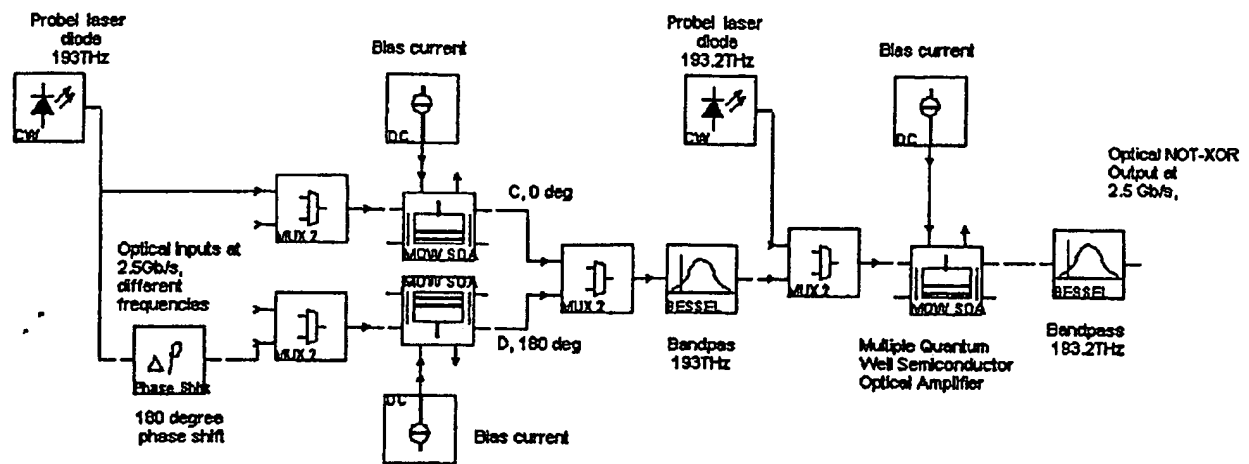 Probel laser
diode
193THz
CW
Bias current
DC
Probel laser
diode
193.2THz
CW
Bias current
DC
Optical NOT-XOR
Output at
2.5 Gb/s,
MUX 2
MQW SOA
C, 0 deg
Optical inputs at
2.5Gb/s,
different
frequencies
MUX 2
MQW SOA
D, 180 deg
MUX 2
BESSEL
Bandpas
193THz
MUX 2
MQW SOA
Multiple Quantum
Well Semiconductor
Optical Amplifier
BESSEL
Bandpass
193.2THz
Δ
Phase Shift
180 degree
phase shift
DC
Bias current